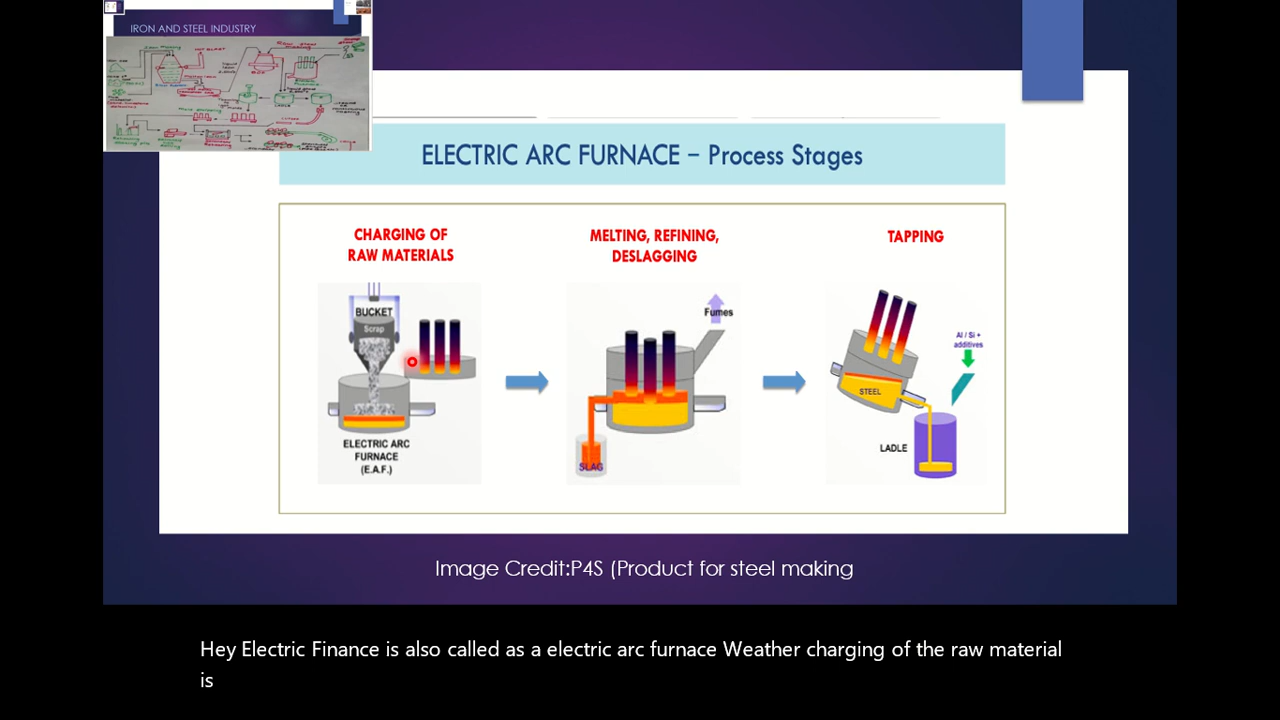 IRON AND STEEL INDUSTRY
ELECTRIC ARC FURNACE – Process Stages
CHARGING OF
RAW MATERIALS
BUCKET
Scrap
ELECTRIC ARC
FURNACE
(E.A.F.)
MELTING, REFINING,
DESLAGGING
Fumes
SLAG
TAPPING
Al / Si +
additives
STEEL
LADLE
Image Credit:P4S (Product for steel making
Hey Electric Finance is also called as a electric arc furnace Weather charging of the raw material
is